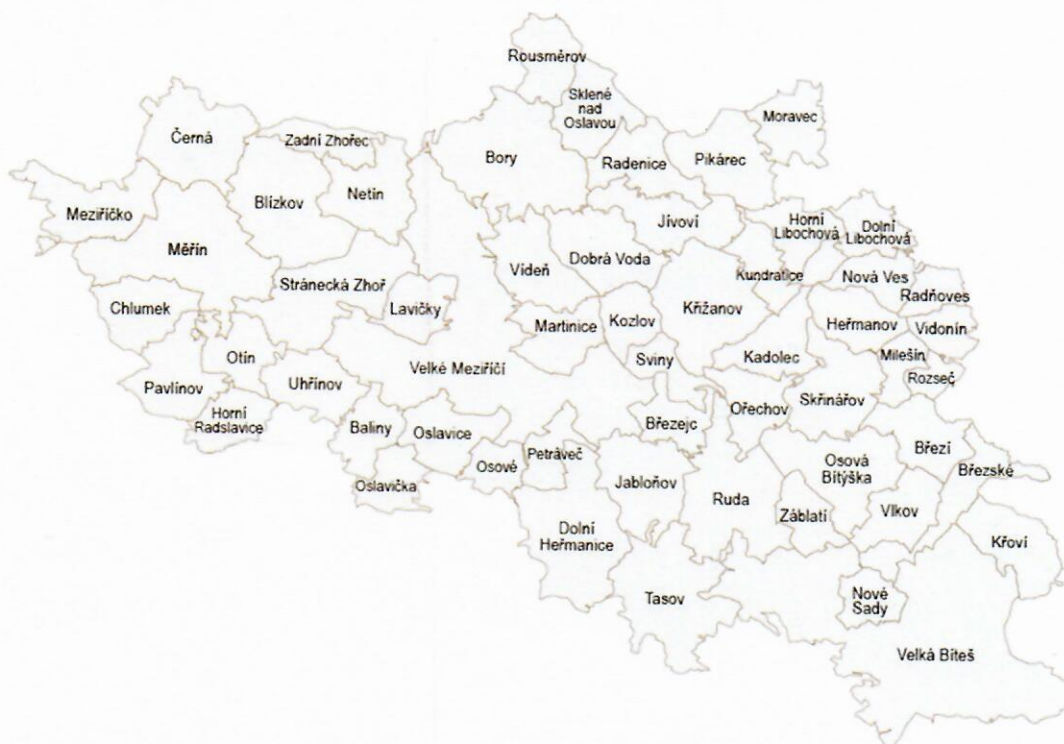 Rousměrov
Sklené
nad
Oslavou
Moravec
Černá
Zadní Zhořec
Bory
Radenice
Pikárec
Netín
Blízkov
Meziříčko
Jívoví
Horní
Libochová
Dolní
Libochová
Měřín
Vídeň
Dobrá Voda
Kundratice
Nová Ves
Stránecká Zhoř
Radňoves
Chlumek
Lavičky
Křižanov
Martinice
Kozlov
Heřmanov
Vidonín
Otín
Sviny
Kadolec
Milešín
Velké Meziříčí
Rozseč
Pavlínov
Uhřínov
Skřinářov
Horní
Radslavice
Ořechov
Baliny
Oslavice
Březejc
Březí
Osové
Petráveč
Osová
Bítýška
Březské
Oslavička
Jabloňov
Ruda
Záblatí
Vlkov
Dolní
Heřmanice
Křoví
Tasov
Nové
Sady
Velká Bíteš